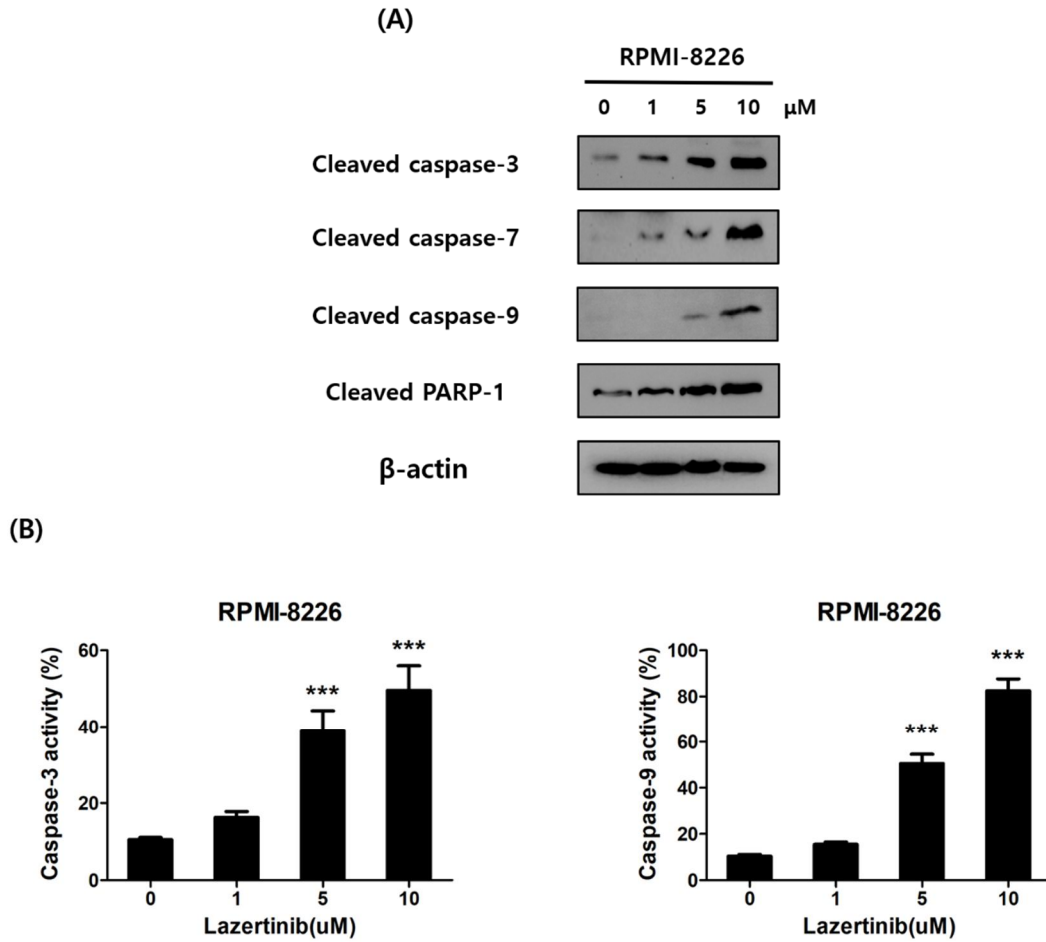 (A)
RPMI-8226
0 1 5 10 μM
Cleaved caspase-3
Cleaved caspase-7
Cleaved caspase-9
Cleaved PARP-1
β-actin
(B)
RPMI-8226
Caspase-3 activity (%)
60
40
20
0
*** ***
0 1 5 10
Lazertinib(uM)
RPMI-8226
Caspase-9 activity (%)
100
80
60
40
20
0
*** ***
0 1 5 10
Lazertinib(uM)